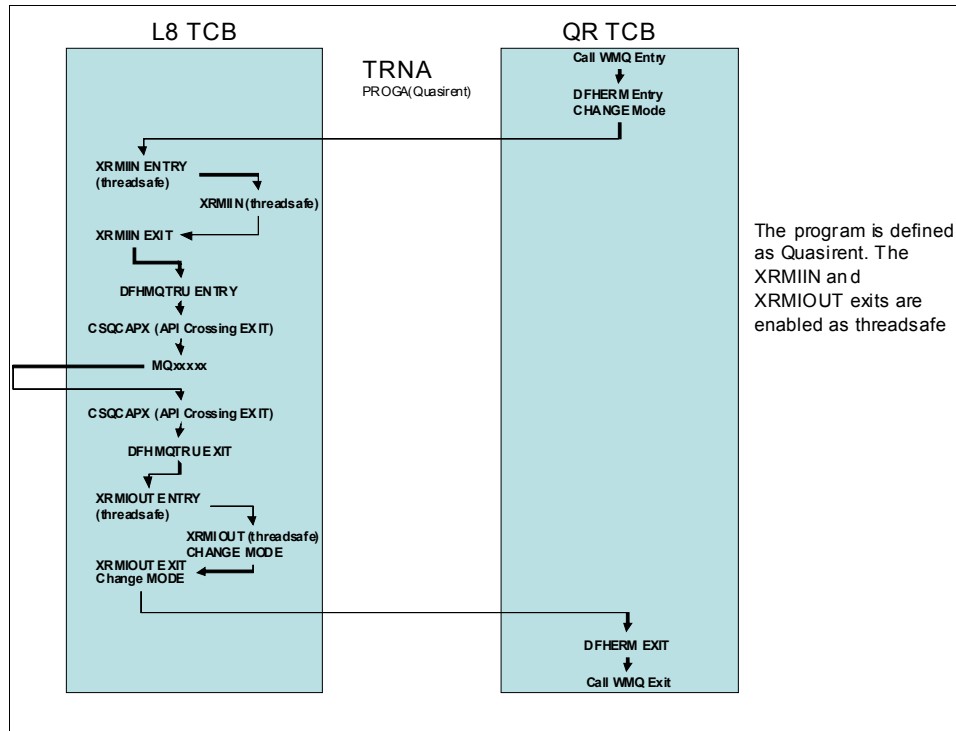 L8 TCB
QR TCB
TRNA
PROGA(Quasirent)
Call WMQ Entry
DFHERM Entry
CHANGE Mode
XRMIIN ENTRY
(threadsafe)
XRMIIN (threadsafe)
XRMIIN EXIT
DFHMQTRU ENTRY
CSQCAPX (API Crossing EXIT)
MQxxxxx
CSQCAPX (API Crossing EXIT)
DFHMQTRU EXIT
XRMIOUT ENTRY
(threadsafe)
XRMIOUT (threadsafe)
CHANGE MODE
XRMIOUT EXIT
Change MODE
DFHERM EXIT
Call WMQ Exit
The program is defined
as Quasirent. The
XRMIIN and
XRMIOUT exits are
enabled as threadsafe